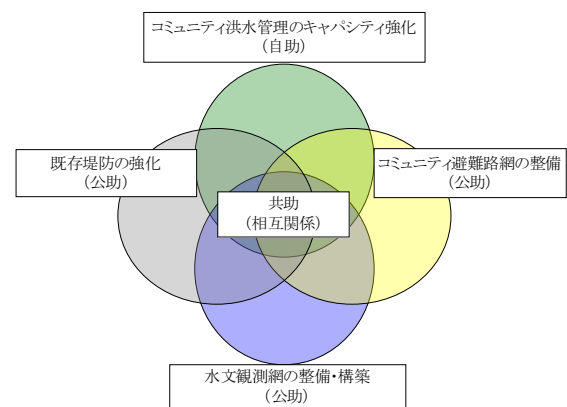 コミュニティ洪水管理のキャパシティ強化
(自助)
既存堤防の強化
(公助)
コミュニティ避難路網の整備
(公助)
共助
(相互関係)
水文観測網の整備・構築
(公助)